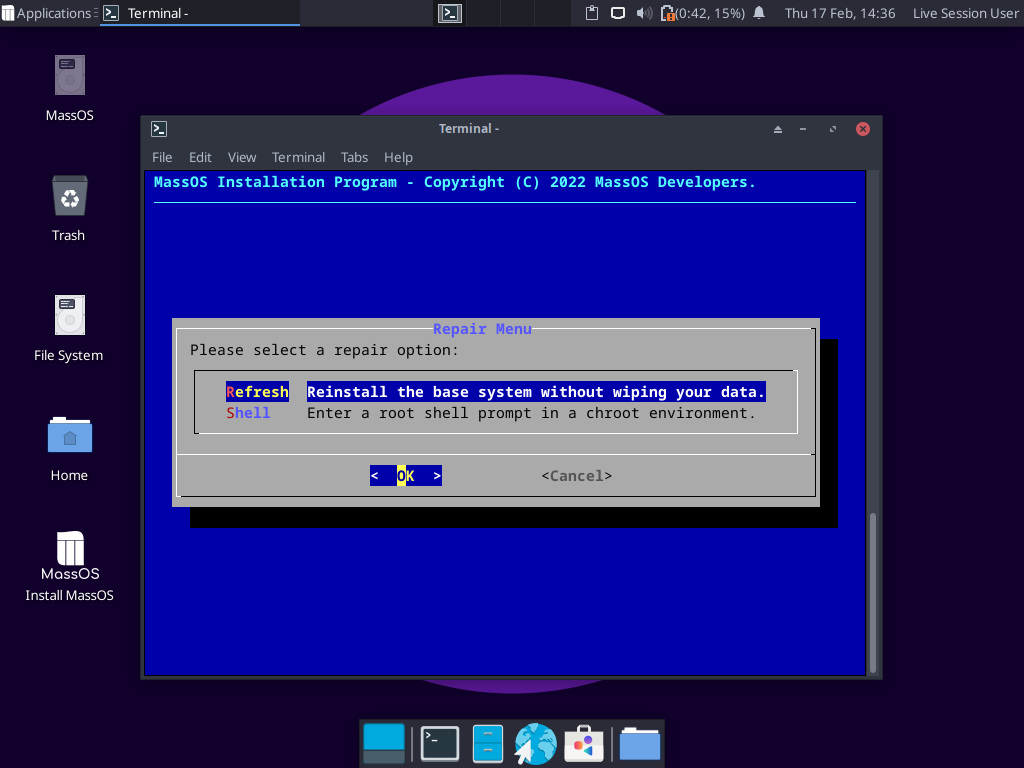 Applications
Terminal -
(0:42, 15%)
Thu 17 Feb, 14:36
Live Session User
MassOS
Trash
File System
Home
MassOS
Install MassOS
Terminal -
File Edit View Terminal Tabs Help
MassOS Installation Program - Copyright (C) 2022 MassOS Developers.
Repair Menu
Please select a repair option:
Refresh Reinstall the base system without wiping your data.
Shell Enter a root shell prompt in a chroot environment.
< OK > <Cancel>